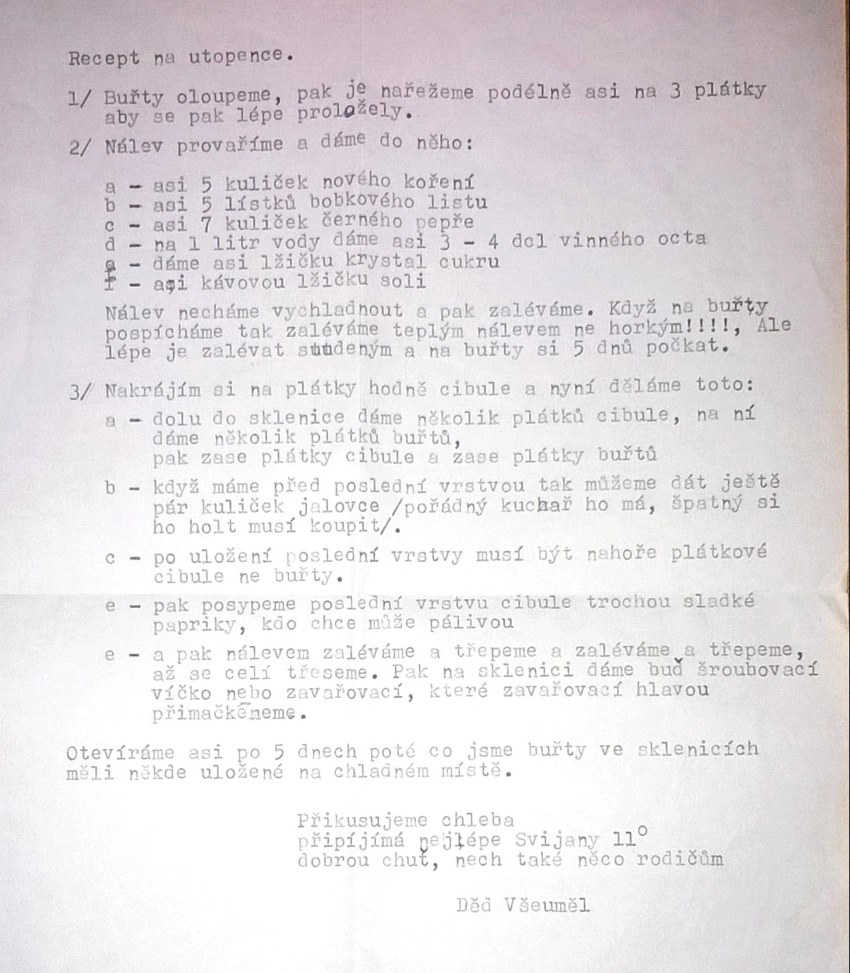 Recept na utopence.
1/ Buřty oloupeme, pak je nařežeme podélně asi na 3 plátky
aby se pak lépe proložely.
2/ Nálev provaříme a dáme do něho:
a - asi 5 kuliček nového koření
b - asi 5 lístků bobkového listu
c - asi 7 kuliček černého pepře
d - na 1 litr vody dáme asi 3 - 4 dcl vinného octa
e - dáme asi lžičku krystal cukru
f - asi kávovou lžičku soli
Nálev necháme vychladnout a pak zaléváme. Když na buřty
pospícháme tak zaléváme teplým nálevem ne horkým!!!!, Ale
lépe je zalévat studeným a na buřty si 5 dnů počkat.
3/ Nakrájím si na plátky hodně cibule a nyní děláme toto:
a - dolu do sklenice dáme několik plátků cibule, na ní
dáme několik plátků buřtů,
pak zase plátky cibule a zase plátky buřtů
b - když máme před poslední vrstvou tak můžeme dát ještě
pár kuliček jalovce /pořádný kuchař ho má, špatný si
ho holt musí koupit/.
c - po uložení poslední vrstvy musí být nahoře plátkové
cibule ne buřty.
e - pak posypeme poslední vrstvu cibule trochou sladké
papriky, kdo chce může pálivou
e - a pak nálevem zaléváme a třepeme a zaléváme a třepeme,
až se celí třeseme. Pak na sklenici dáme buď šroubovací
víčko nebo zavařovací, které zavařovací hlavou
přimačkeneme.
Otevíráme asi po 5 dnech poté co jsme buřty ve sklenicích
měli někde uložené na chladném místě.
Přikusujeme chleba
připíjímá nejlépe Svijany 11°
dobrou chuť, nech také něco rodičům
Děd Všeuměl